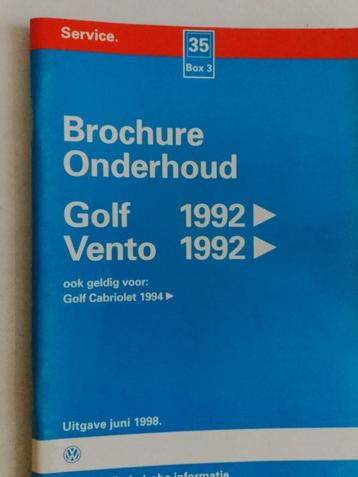 Service.
35
Box 3
Brochure
Onderhoud
Golf 1992 ►
Vento 1992 ►
ook geldig voor:
Golf Cabriolet 1994 ►
Uitgave juni 1998.
informatie